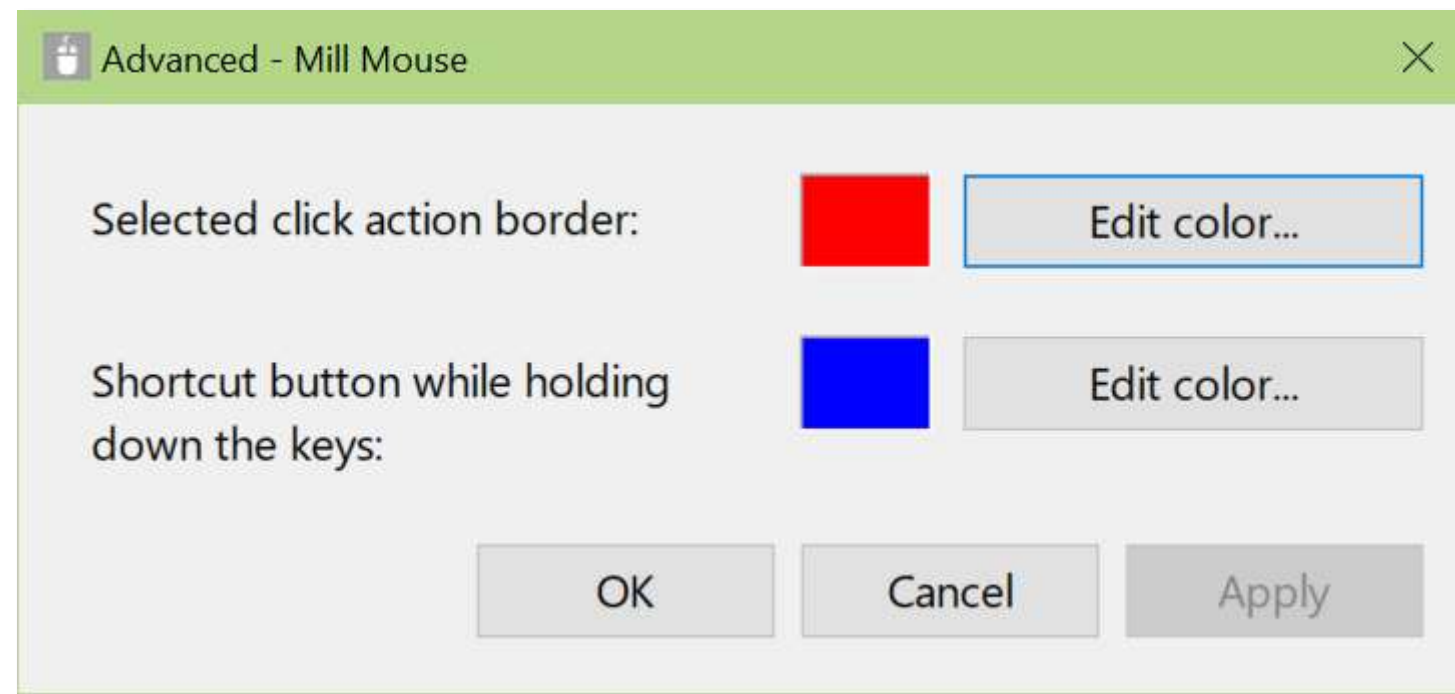 Advanced - Mill Mouse
Selected click action border:
Edit color...
Shortcut button while holding
down the keys:
Edit color...
OK
Cancel
Apply